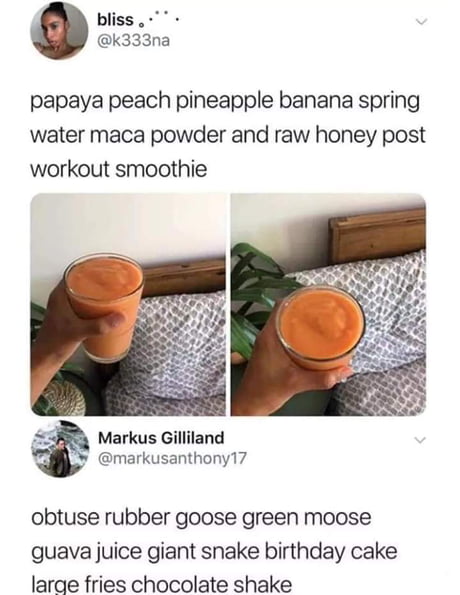 bliss 。.·˚˚ ·
@k333na
papaya peach pineapple banana spring
water maca powder and raw honey post
workout smoothie
Markus Gilliland
@markusanthony17
obtuse rubber goose green moose
guava juice giant snake birthday cake
large fries chocolate shake